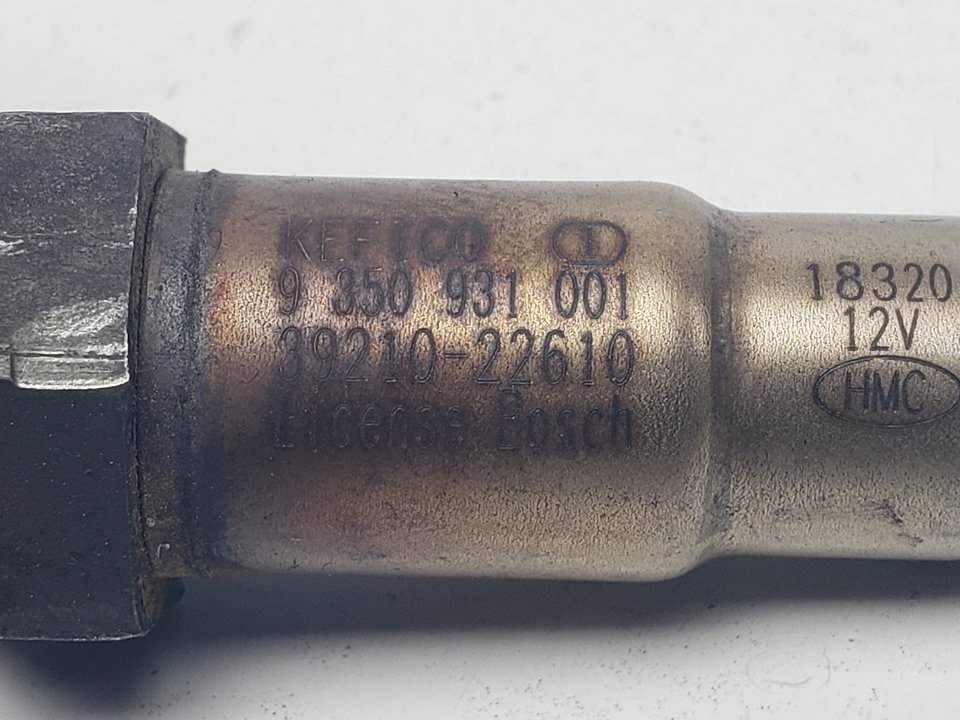 KEFICO
9 350 931 001
39210-22610
License Bosch
18320
12V
HMC